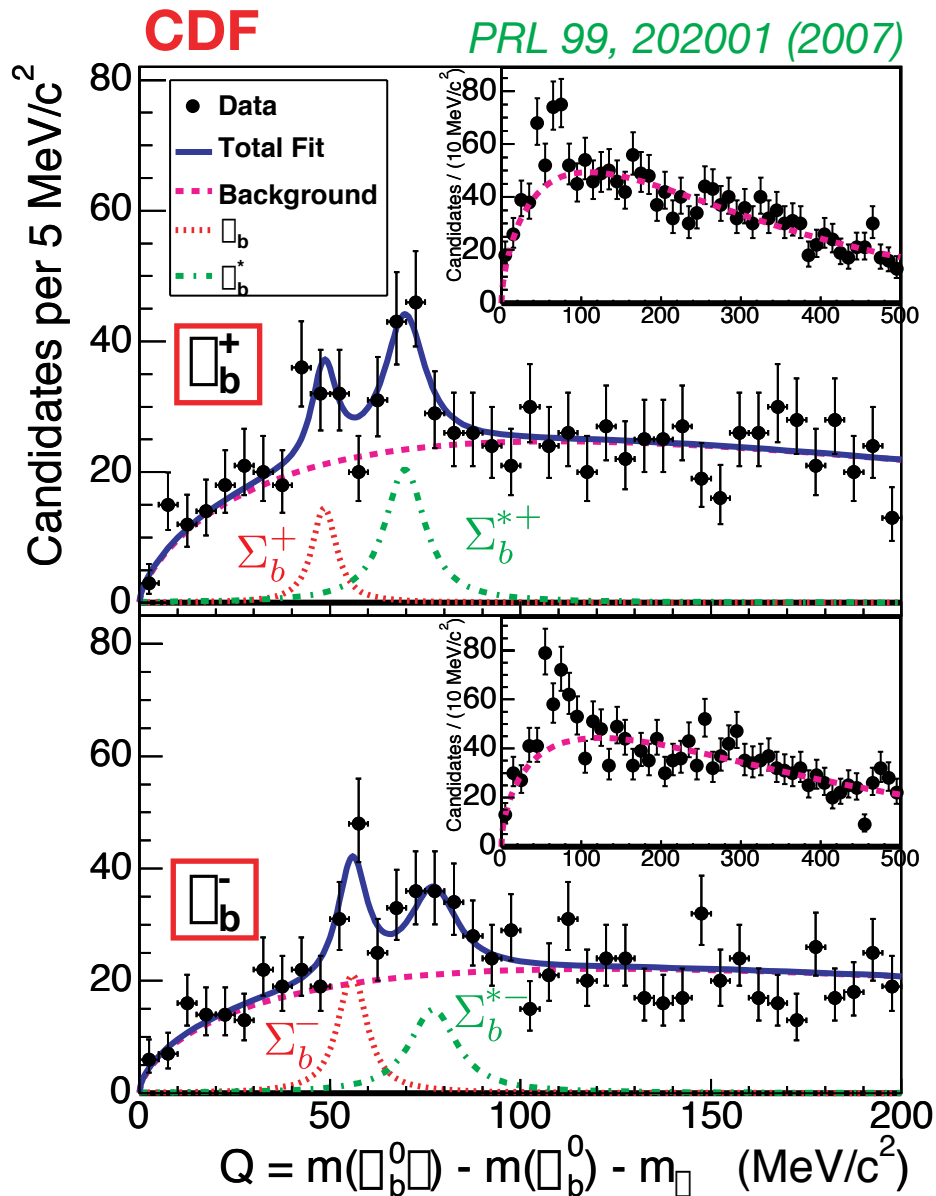 CDF
PRL 99, 202001 (2007)
Candidates per 5 MeV/c²
80
60
40
20
0
Data
Total Fit
Background
□b
□b*
□b+
Σb+
Σb*+
Candidates / (10 MeV/c²)
80
60
40
20
0
0 100 200 300 400 500
80
60
40
20
0
□b-
Σb-
Σb*-
Candidates / (10 MeV/c²)
80
60
40
20
0
0 100 200 300 400 500
0 50 100 150 200
Q = m(□b0□) - m(□b0) - m□ (MeV/c²)